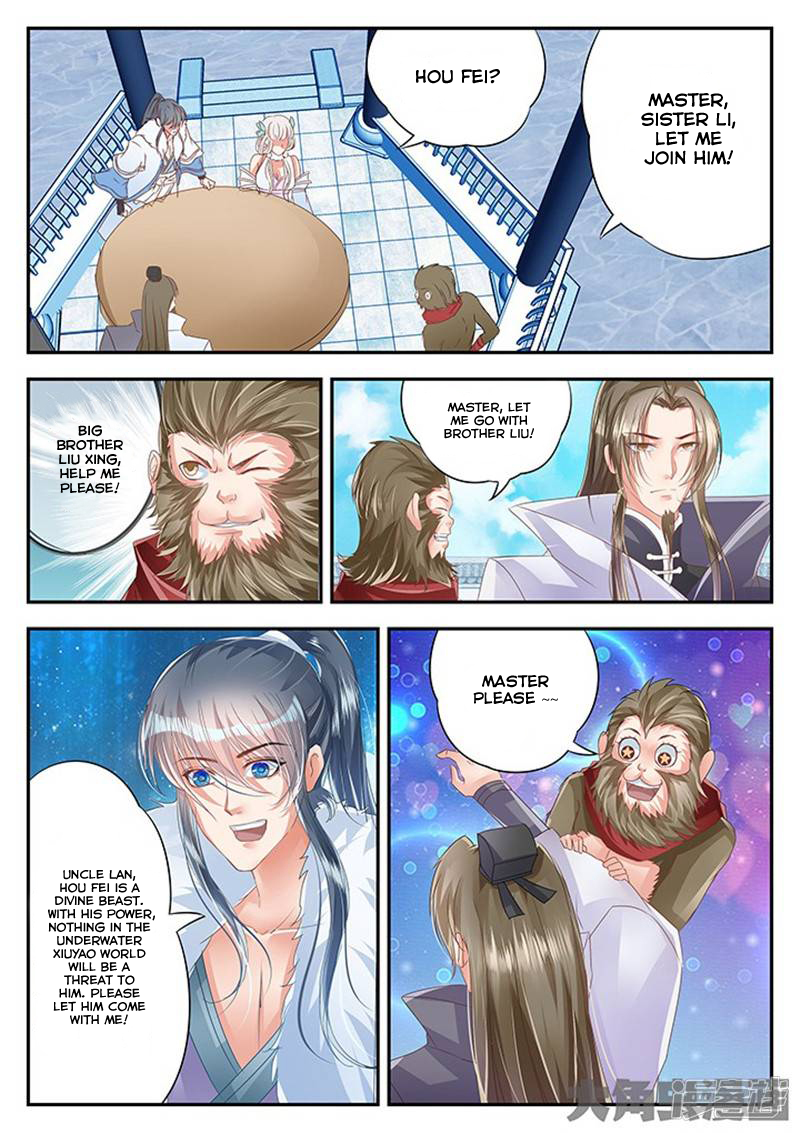 HOU FEI?
MASTER,
SISTER LI,
LET ME
JOIN HIM!
BIG
BROTHER
LIU XING,
HELP ME
PLEASE!
MASTER, LET
ME GO WITH
BROTHER LIU!
UNCLE LAN,
HOU FEI IS A
DIVINE BEAST.
WITH HIS POWER,
NOTHING IN THE
UNDERWATER
XIUYAO WORLD
WILL BE A
THREAT TO
HIM. PLEASE
LET HIM COME
WITH ME!
MASTER
PLEASE ~~